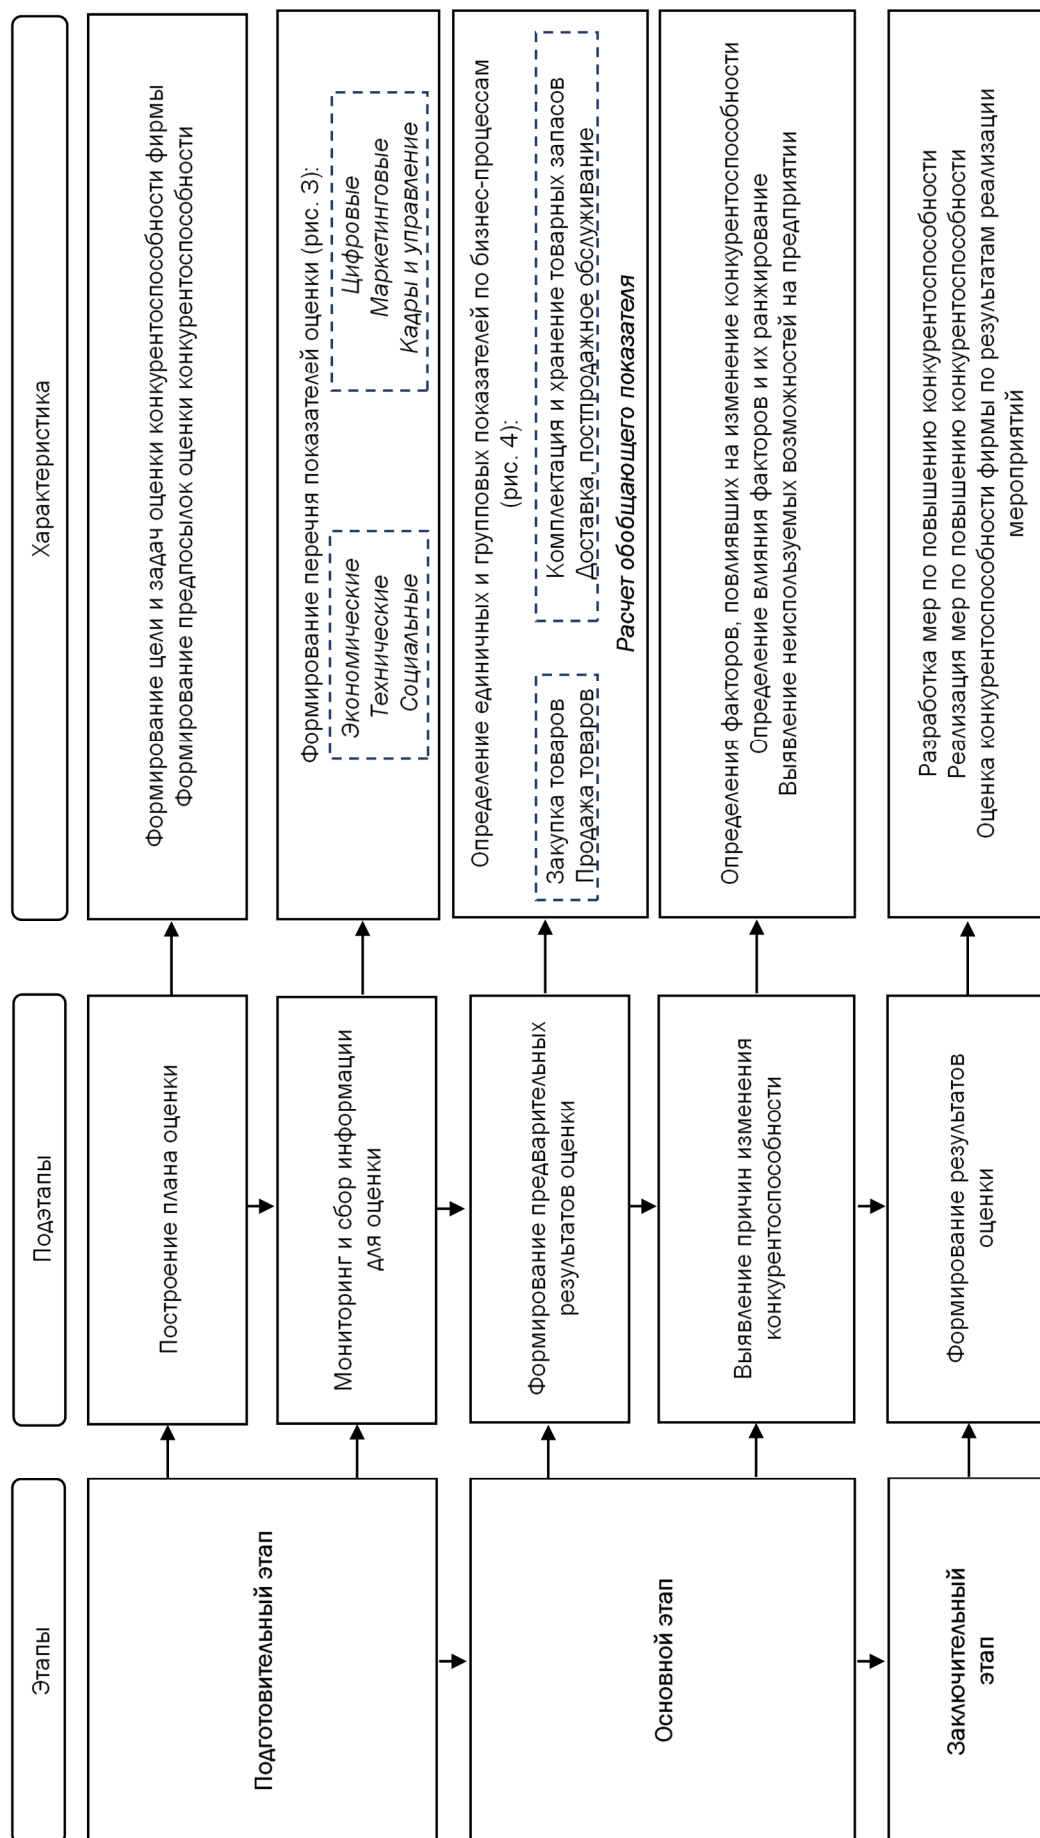 Этапы
Подэтапы
Характеристика
Подготовительный этап
Построение плана оценки
Формирование цели и задач оценки конкурентоспособности фирмы
Формирование предпосылок оценки конкурентоспособности
Мониторинг и сбор информации
для оценки
Формирование перечня показателей оценки (рис. 3):
Экономические
Технические
Социальные
Цифровые
Маркетинговые
Кадры и управление
Основной этап
Формирование предварительных
результатов оценки
Определение единичных и групповых показателей по бизнес-процессам
(рис. 4):
Закупка товаров
Продажа товаров
Комплектация и хранение товарных запасов
Доставка, постпродажное обслуживание
Расчет обобщающего показателя
Выявление причин изменения
конкурентоспособности
Определения факторов, повлиявших на изменение конкурентоспособности
Определение влияния факторов и их ранжирование
Выявление неиспользуемых возможностей на предприятии
Заключительный
этап
Формирование результатов
оценки
Разработка мер по повышению конкурентоспособности
Реализация мер по повышению конкурентоспособности
Оценка конкурентоспособности фирмы по результатам реализации
мероприятий